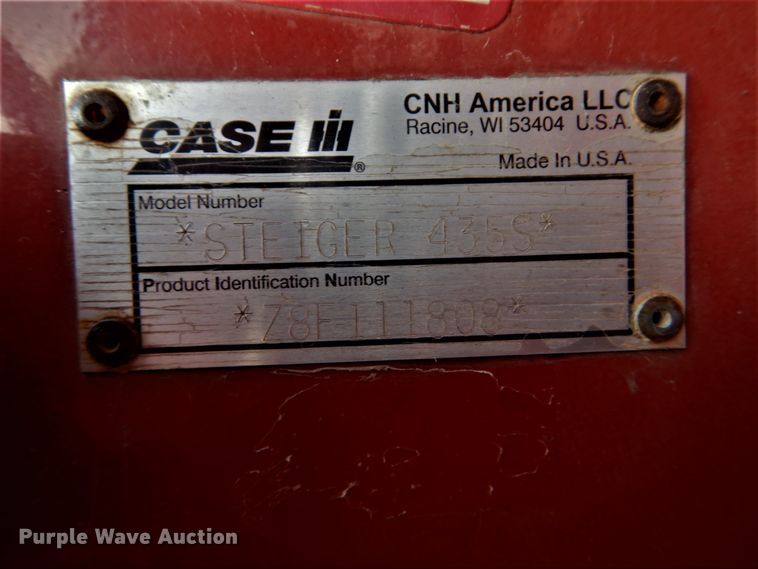 CASE IH®
CNH America LLC
Racine, WI 53404 U.S.A.
Made In U.S.A.
Model Number
*STEIGER 435S*
Product Identification Number
*Z8F111808*
Purple Wave Auction